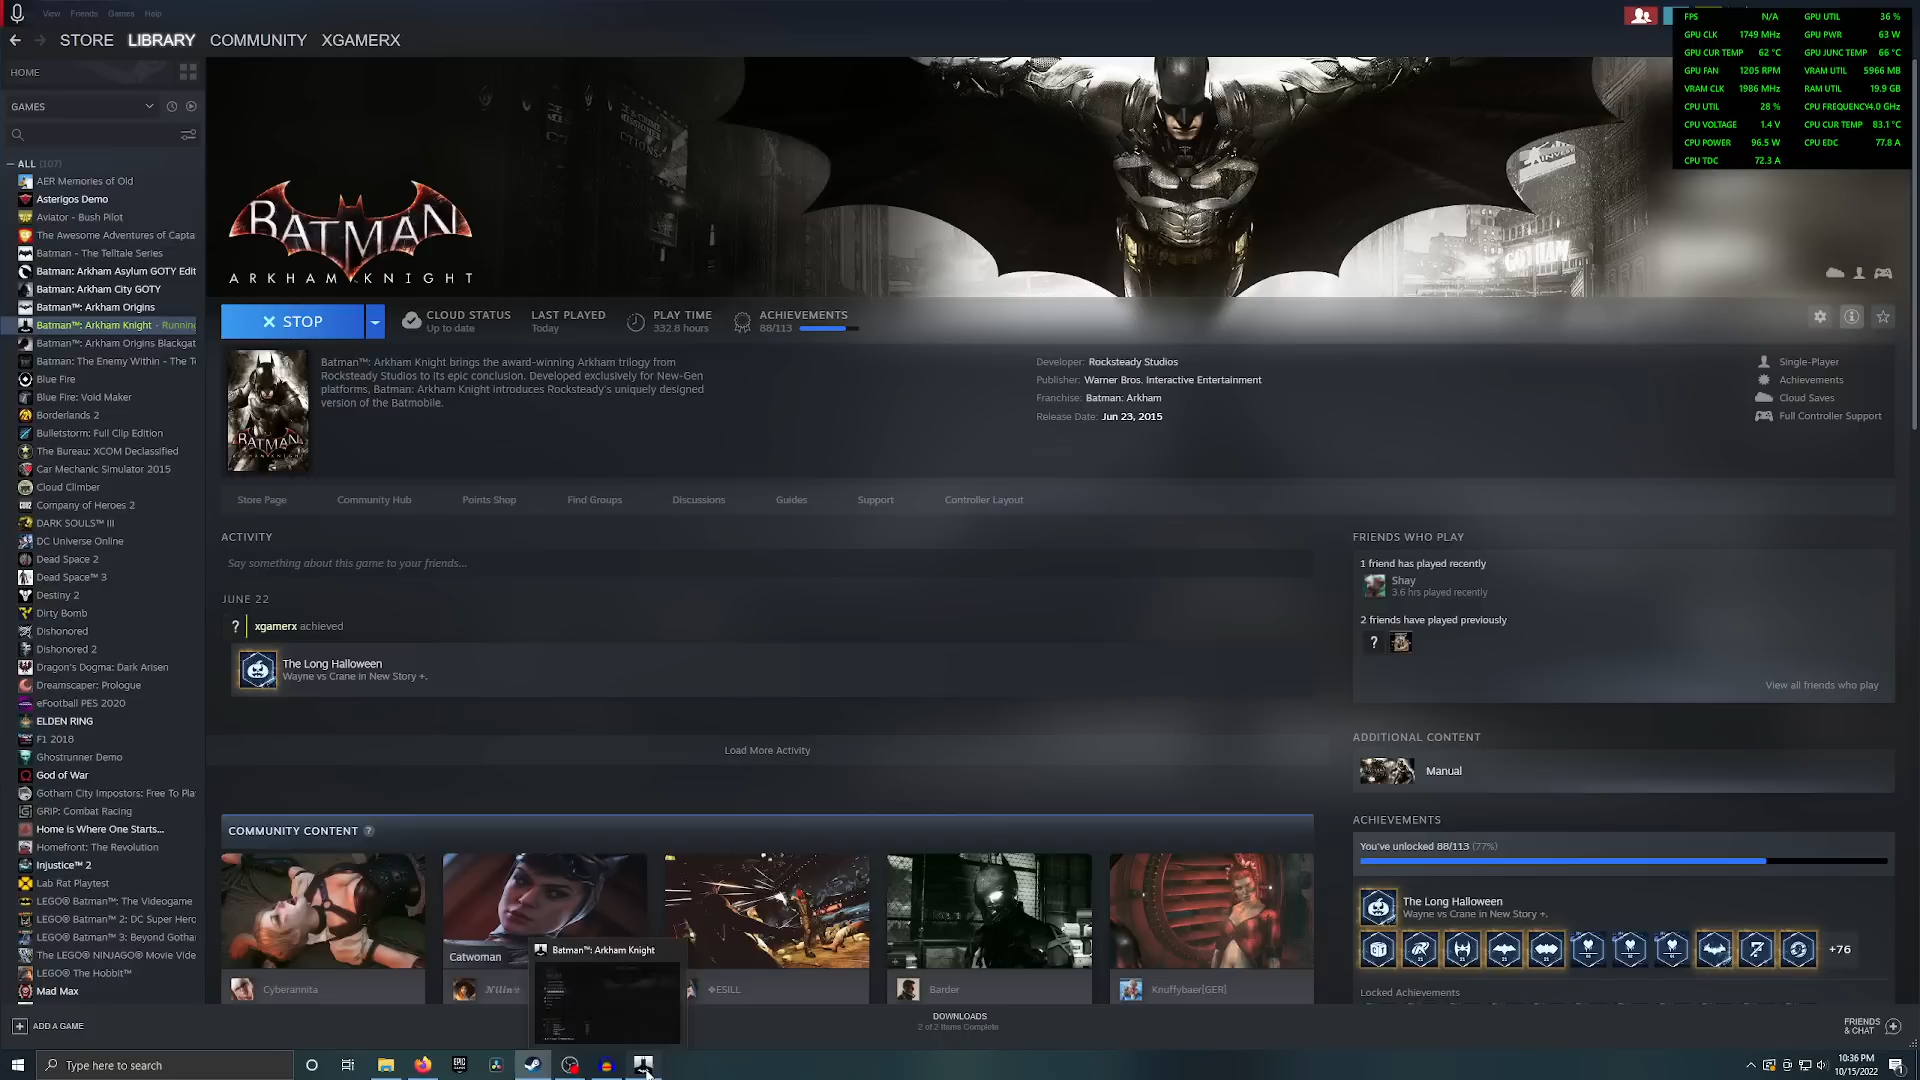 View Friends Games Help
STORE LIBRARY COMMUNITY XGAMERX
FPS N/A GPU UTIL 36 %
GPU CLK 1749 MHz GPU PWR 63 W
GPU CUR TEMP 62 °C GPU JUNC TEMP 66 °C
GPU FAN 1205 RPM VRAM UTIL 5966 MB
VRAM CLK 1986 MHz RAM UTIL 19.9 GB
CPU UTIL 28 % CPU FREQUENCY 4.0 GHz
CPU VOLTAGE 1.4 V CPU CUR TEMP 83.1 °C
CPU POWER 96.5 W CPU EDC 77.8 A
CPU TDC 72.3 A
HOME
GAMES
ALL (107)
AER Memories of Old
Asterigos Demo
Aviator - Bush Pilot
The Awesome Adventures of Capta
Batman - The Telltale Series
Batman: Arkham Asylum GOTY Edit
Batman: Arkham City GOTY
Batman™: Arkham Origins
Batman™: Arkham Knight - Running
Batman™: Arkham Origins Blackgat
Batman: The Enemy Within - The Te
Blue Fire
Blue Fire: Void Maker
Borderlands 2
Bulletstorm: Full Clip Edition
The Bureau: XCOM Declassified
Car Mechanic Simulator 2015
Cloud Climber
Company of Heroes 2
DARK SOULS™ III
DC Universe Online
Dead Space 2
Dead Space™ 3
Destiny 2
Dirty Bomb
Dishonored
Dishonored 2
Dragon's Dogma: Dark Arisen
Dreamscaper: Prologue
eFootball PES 2020
ELDEN RING
F1 2018
Ghostrunner Demo
God of War
Gotham City Impostors: Free To Pla
GRIP: Combat Racing
Home is Where One Starts...
Homefront: The Revolution
Injustice™ 2
Lab Rat Playtest
LEGO® Batman™: The Videogame
LEGO® Batman™ 2: DC Super Hero
LEGO® Batman™ 3: Beyond Gotha
The LEGO® NINJAGO® Movie Vide
LEGO® The Hobbit™
Mad Max
ADD A GAME
BATMAN
ARKHAM KNIGHT
GOTHAM
STOP
CLOUD STATUS
Up to date
LAST PLAYED
Today
PLAY TIME
332.8 hours
ACHIEVEMENTS
88/113
BATMAN
Batman™: Arkham Knight brings the award-winning Arkham trilogy from
Rocksteady Studios to its epic conclusion. Developed exclusively for New-Gen
platforms, Batman: Arkham Knight introduces Rocksteady's uniquely designed
version of the Batmobile.
Developer: Rocksteady Studios
Publisher: Warner Bros. Interactive Entertainment
Franchise: Batman: Arkham
Release Date: Jun 23, 2015
Single-Player
Achievements
Cloud Saves
Full Controller Support
Store Page Community Hub Points Shop Find Groups Discussions Guides Support Controller Layout
ACTIVITY
Say something about this game to your friends...
JUNE 22
? xgamerx achieved
The Long Halloween
Wayne vs Crane in New Story +.
Load More Activity
COMMUNITY CONTENT ?
Catwoman
Cyberannita
Nilin
❖ESILL
Barder
Knuffybaer[GER]
Batman™: Arkham Knight
FRIENDS WHO PLAY
1 friend has played recently
Shay
3.6 hrs played recently
2 friends have played previously
?
View all friends who play
ADDITIONAL CONTENT
Manual
ACHIEVEMENTS
You've unlocked 88/113 (77%)
The Long Halloween
Wayne vs Crane in New Story +.
+76
Locked Achievements
DOWNLOADS
2 of 2 Items Complete
FRIENDS
& CHAT
Type here to search
EPIC
10:36 PM
10/15/2022